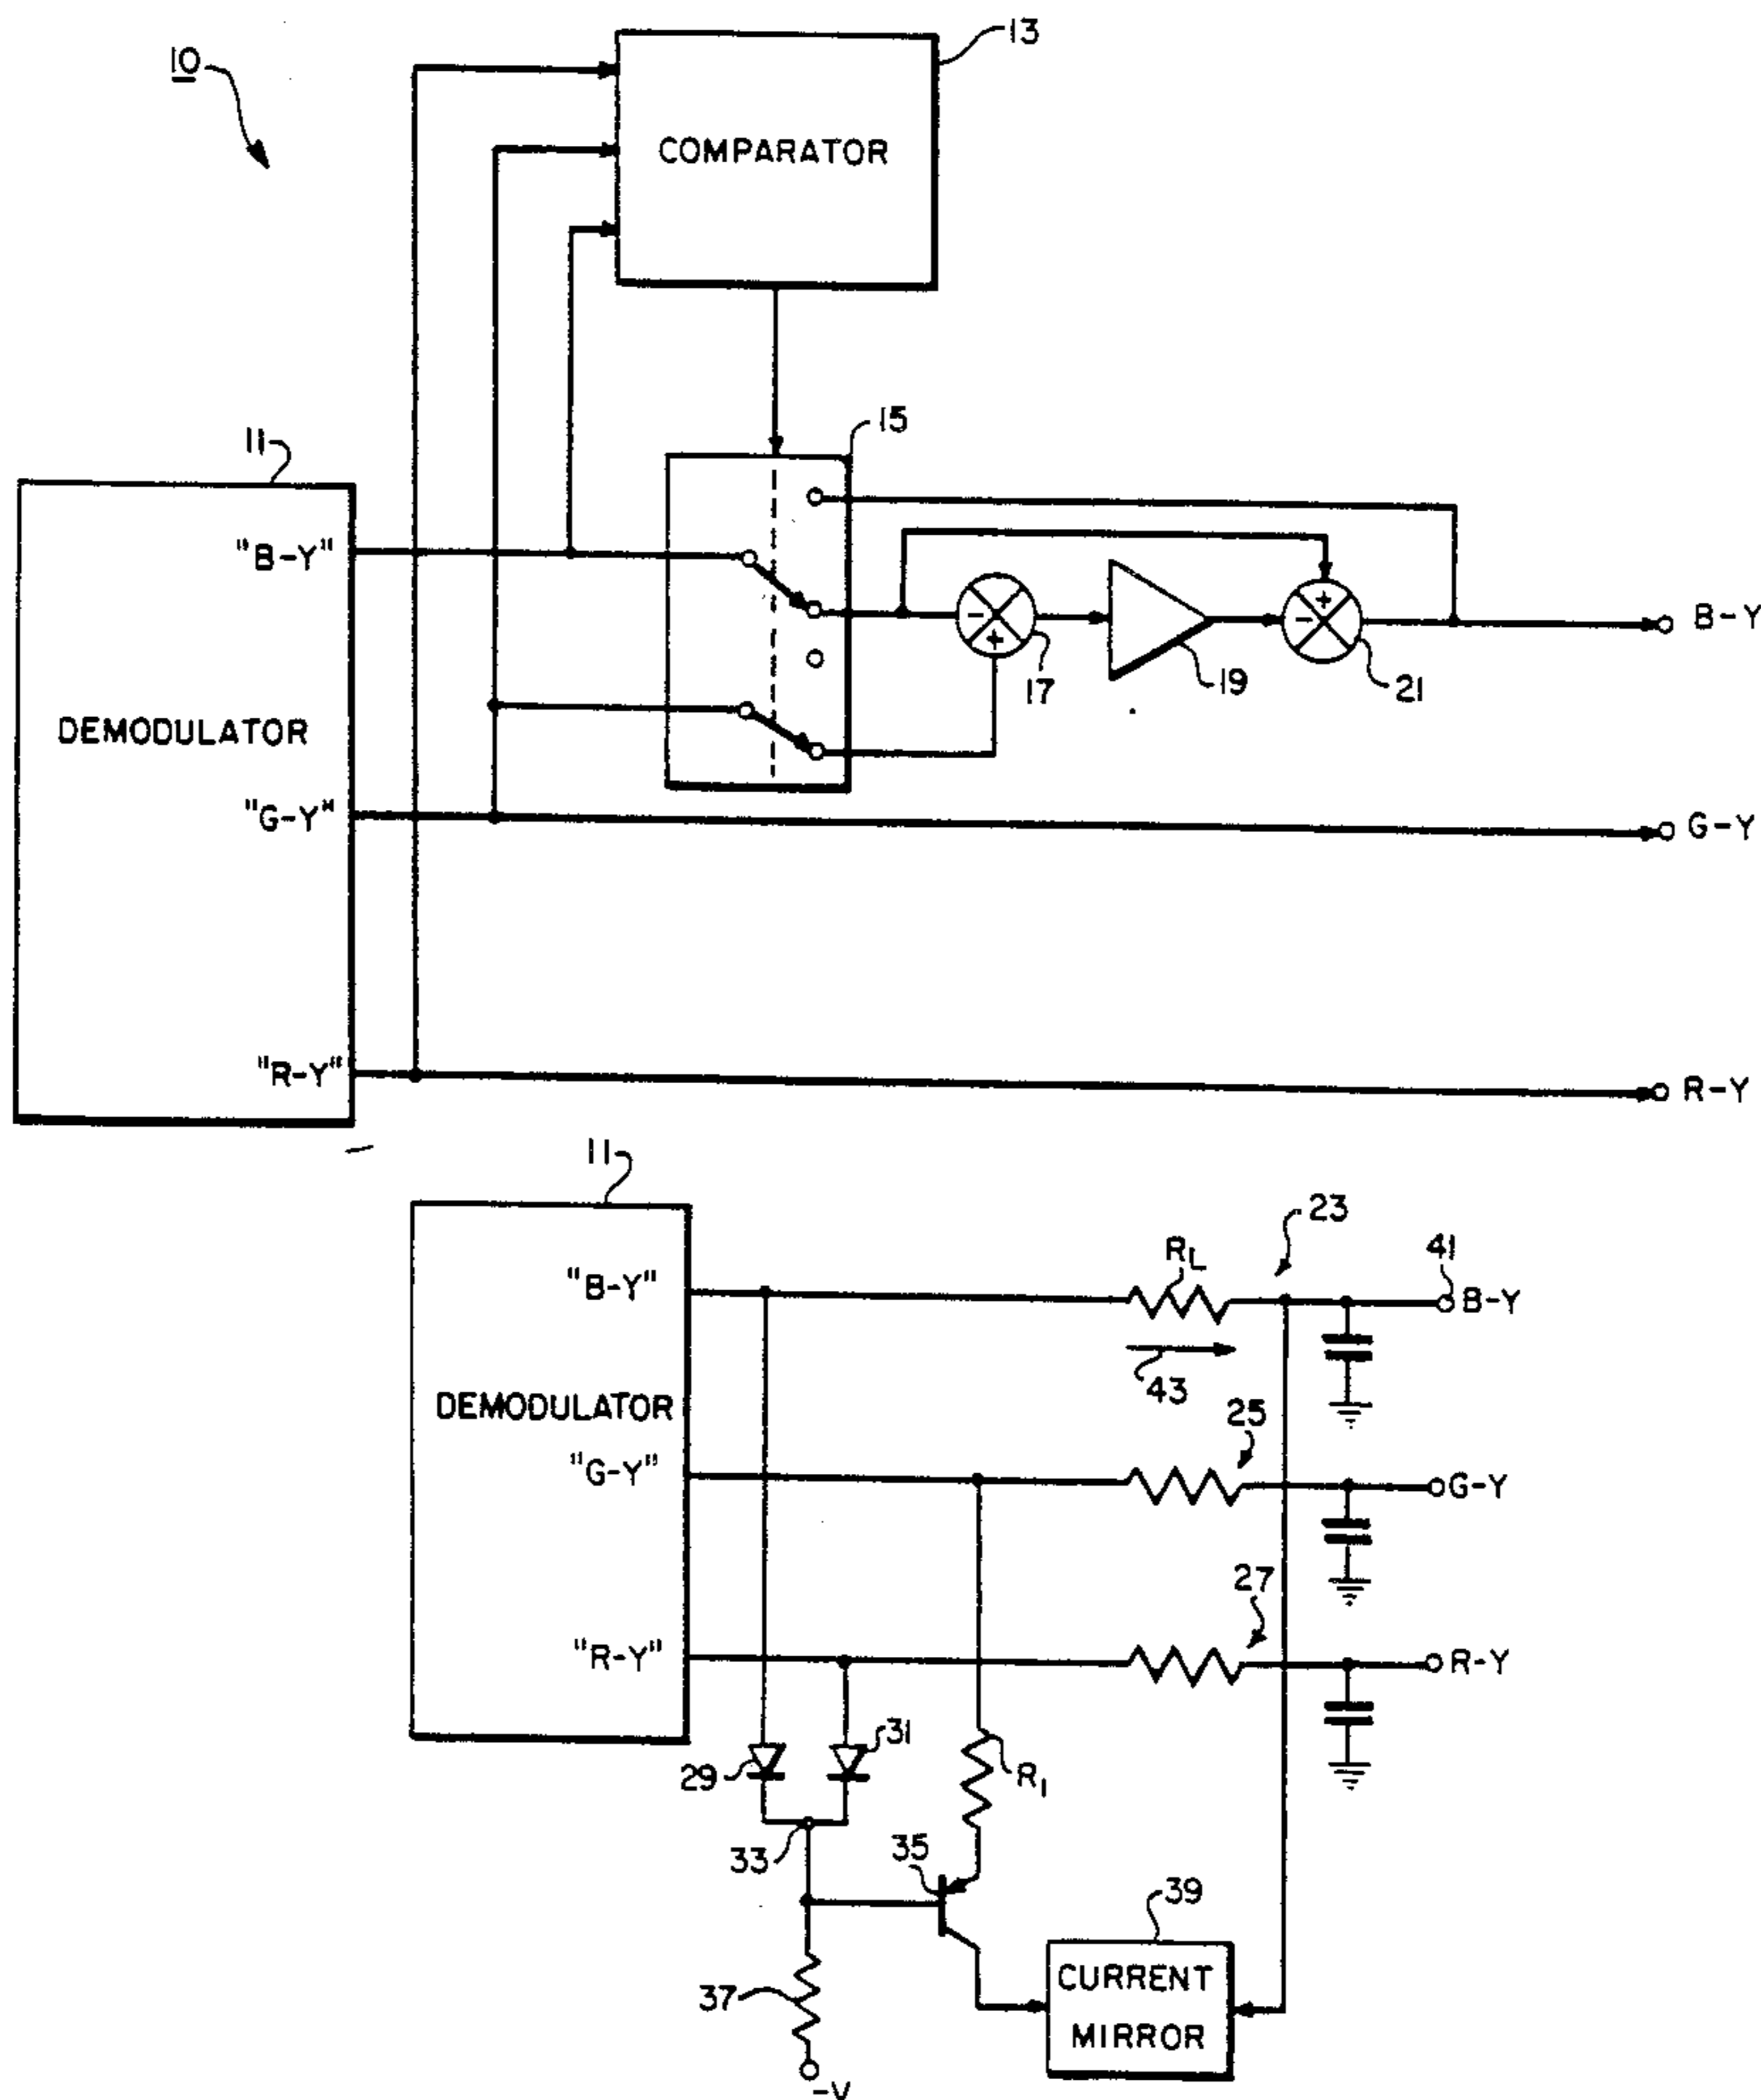 10
13
COMPARATOR
15
11
"B-Y"
- +
- +
B-Y
17
19
21
DEMODULATOR
"G-Y"
G-Y
"R-Y"
R-Y
11
23
"B-Y"
RL
41
B-Y
43
DEMODULATOR
25
"G-Y"
G-Y
27
"R-Y"
R-Y
29
31
R1
33
35
39
CURRENT
MIRROR
37
-V